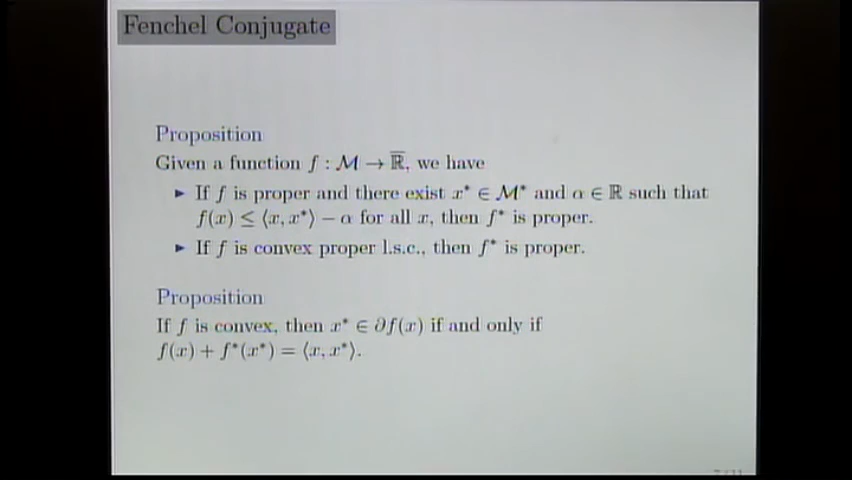 Fenchel Conjugate
Proposition
Given a function f : M → ℝ̅, we have
▶ If f is proper and there exist x* ∈ M* and α ∈ ℝ such that
f(x) ≤ ⟨x, x*⟩ − α for all x, then f* is proper.
▶ If f is convex proper l.s.c., then f* is proper.
Proposition
If f is convex, then x* ∈ ∂f(x) if and only if
f(x) + f*(x*) = ⟨x, x*⟩.